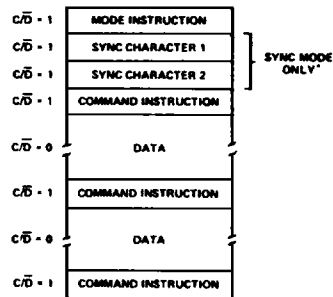 C/D̅ = 1 MODE INSTRUCTION
C/D̅ = 1 SYNC CHARACTER 1
C/D̅ = 1 SYNC CHARACTER 2
SYNC MODE
ONLY*
C/D̅ = 1 COMMAND INSTRUCTION
C/D̅ = 0 DATA
C/D̅ = 1 COMMAND INSTRUCTION
C/D̅ = 0 DATA
C/D̅ = 1 COMMAND INSTRUCTION